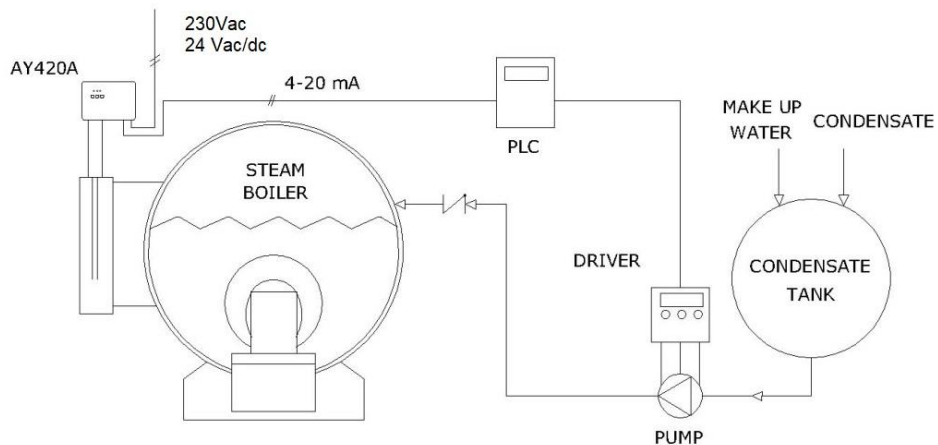 230Vac
24 Vac/dc
AY420A
4-20 mA
PLC
MAKE UP
WATER
CONDENSATE
STEAM
BOILER
DRIVER
CONDENSATE
TANK
PUMP